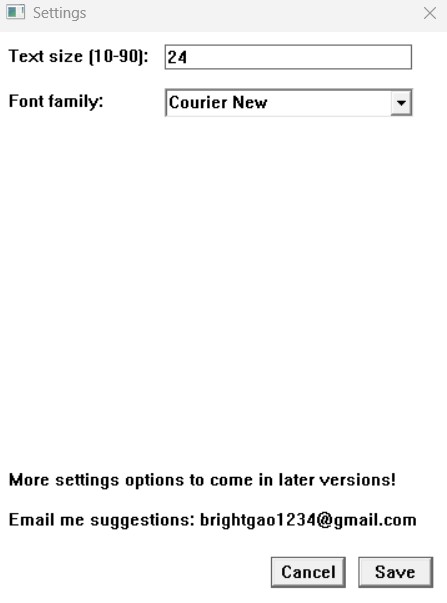 Settings
Text size (10-90): 24
Font family: Courier New
More settings options to come in later versions!
Email me suggestions: brightgao1234@gmail.com
Cancel Save